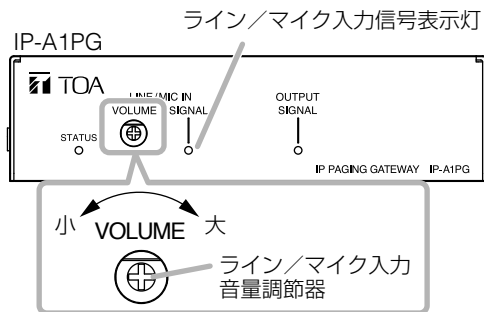 ライン／マイク入力信号表示灯
IP-A1PG
TOA
LINE/MIC IN
VOLUME SIGNAL
OUTPUT
SIGNAL
STATUS
IP PAGING GATEWAY IP-A1PG
小 VOLUME 大
ライン／マイク入力
音量調節器